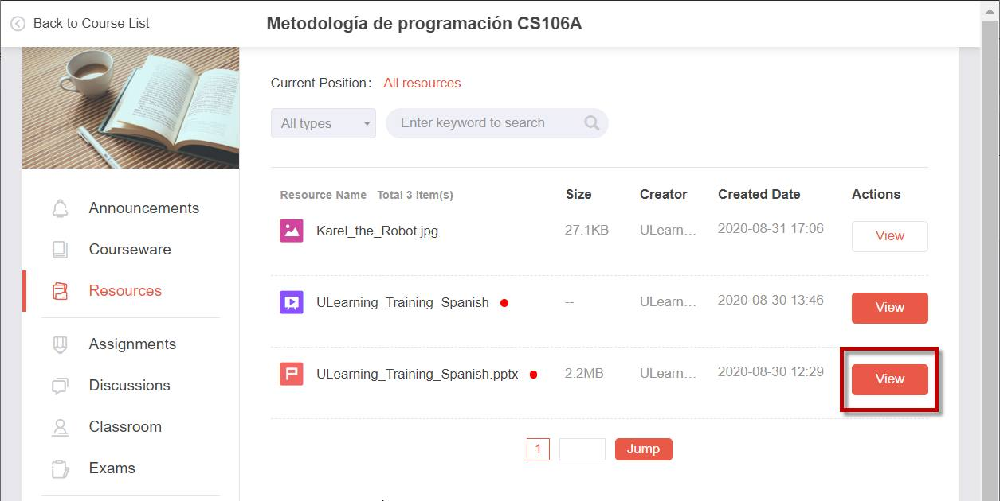 Back to Course List
Metodología de programación CS106A
Current Position: All resources
All types
Enter keyword to search
Resource Name Total 3 item(s) Size Creator Created Date Actions
Karel_the_Robot.jpg 27.1KB ULearn... 2020-08-31 17:06 View
ULearning_Training_Spanish -- ULearn... 2020-08-30 13:46 View
ULearning_Training_Spanish.pptx 2.2MB ULearn... 2020-08-30 12:29 View
1 Jump
Announcements
Courseware
Resources
Assignments
Discussions
Classroom
Exams